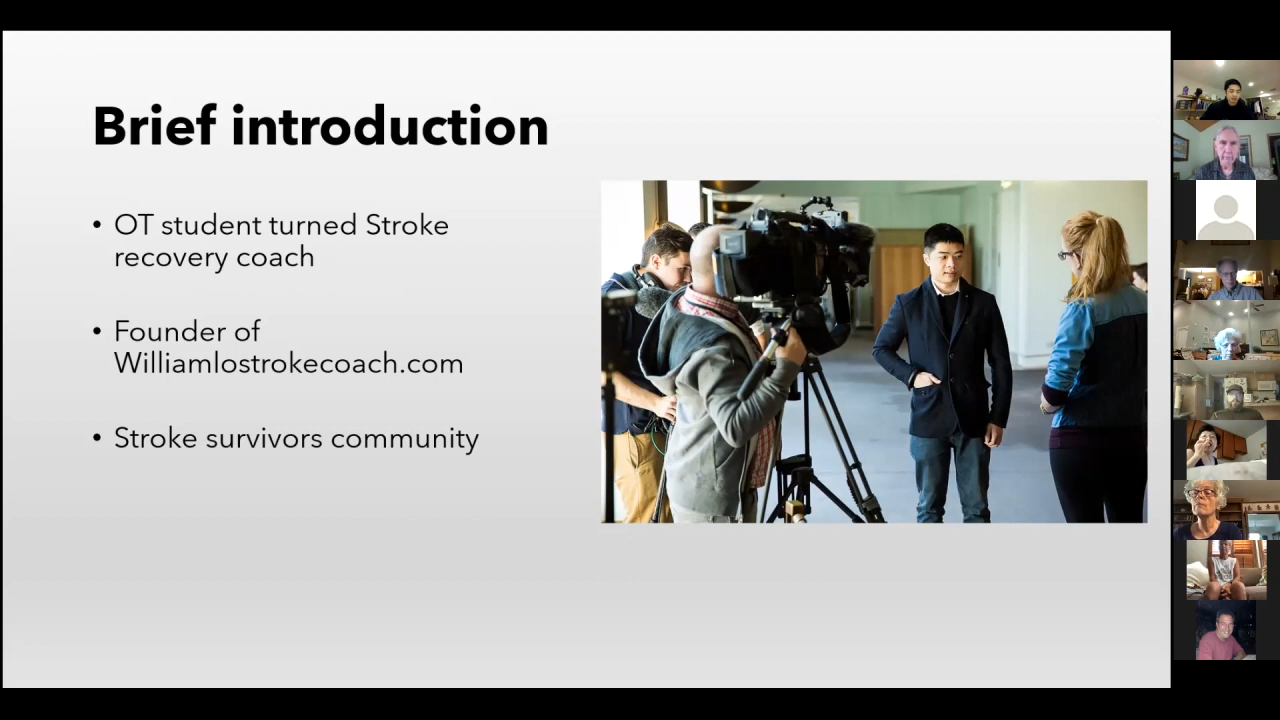 Brief introduction
• OT student turned Stroke
recovery coach
• Founder of
Williamlostrokecoach.com
• Stroke survivors community